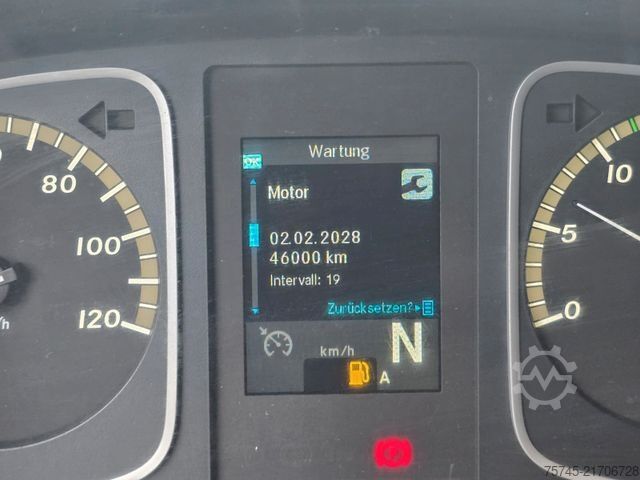 Wartung
OK
Motor
02.02.2028
46000 km
Intervall: 19
Zurücksetzen?
km/h
N
A
80
100
120
10
5
0
75745-21706728